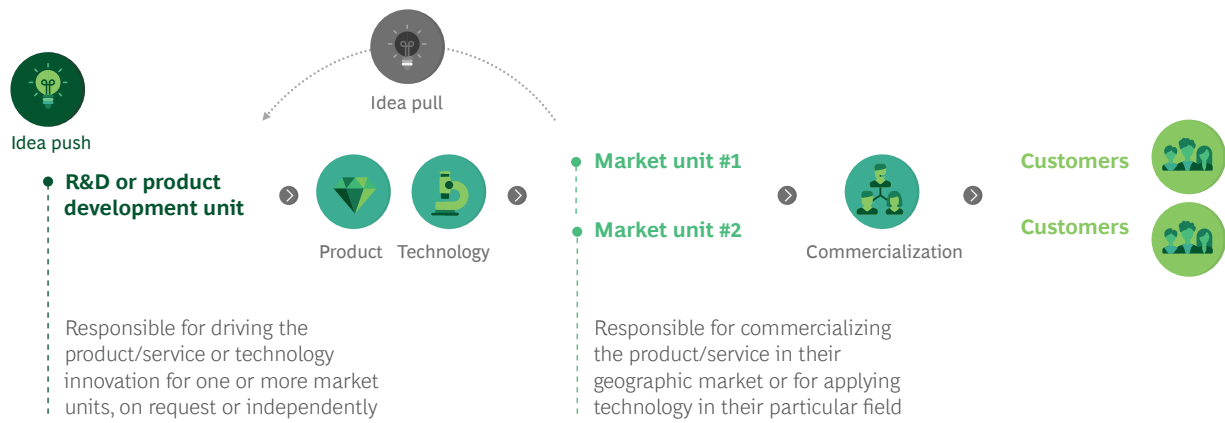 Idea pull
Idea push
R&D or product
development unit
Product
Technology
Market unit #1
Market unit #2
Commercialization
Customers
Customers
Responsible for driving the
product/service or technology
innovation for one or more market
units, on request or independently
Responsible for commercializing
the product/service in their
geographic market or for applying
technology in their particular field